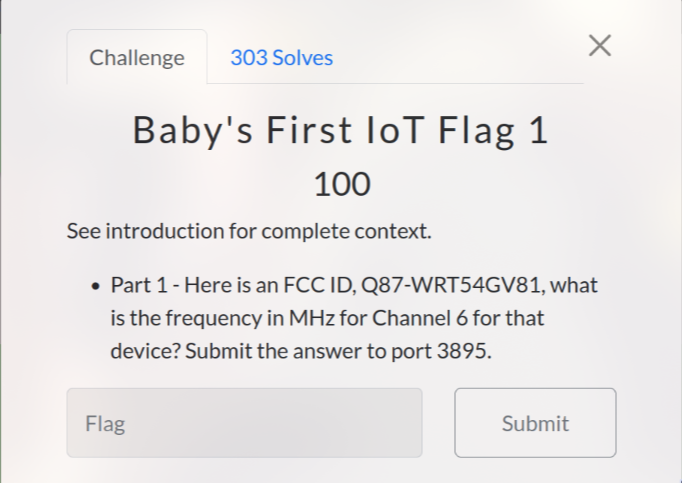 Challenge
303 Solves
Baby's First IoT Flag 1
100
See introduction for complete context.
• Part 1 - Here is an FCC ID, Q87-WRT54GV81, what
is the frequency in MHz for Channel 6 for that
device? Submit the answer to port 3895.
Flag
Submit